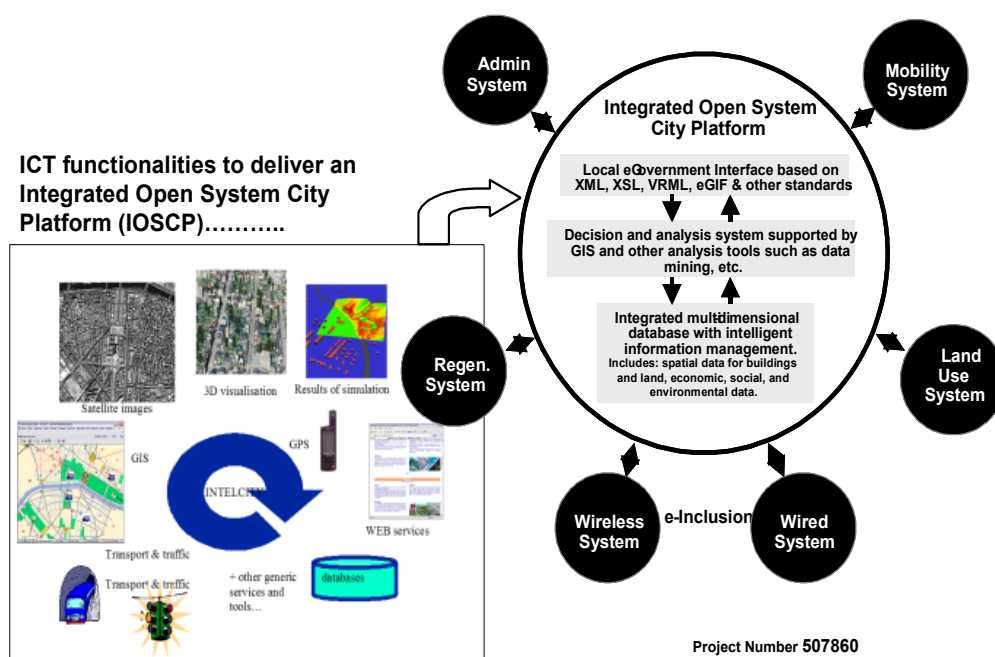 ICT functionalities to deliver an
Integrated Open System City
Platform (IOSCP)………..
Satellite images
3D visualisation
Results of simulation
GIS
GPS
INTELCITY
WEB services
Transport & traffic
Transport & traffic
+ other generic
services and
tools…
databases
Admin
System
Mobility
System
Integrated Open System
City Platform
Local eGovernment Interface based on
XML, XSL, VRML, eGIF & other standards
Decision and analysis system supported by
GIS and other analysis tools such as data
mining, etc.
Integrated multi-dimensional
database with intelligent
information management.
Includes: spatial data for buildings
and land, economic, social, and
environmental data.
Regen.
System
Land
Use
System
Wireless
System
e-Inclusion
Wired
System
Project Number 507860